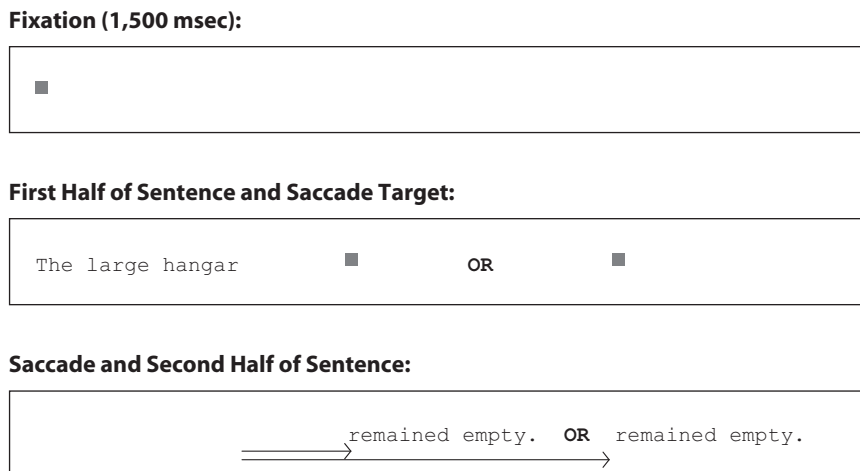 Fixation (1,500 msec):
First Half of Sentence and Saccade Target:
The large hangar OR
Saccade and Second Half of Sentence:
remained empty. OR remained empty.